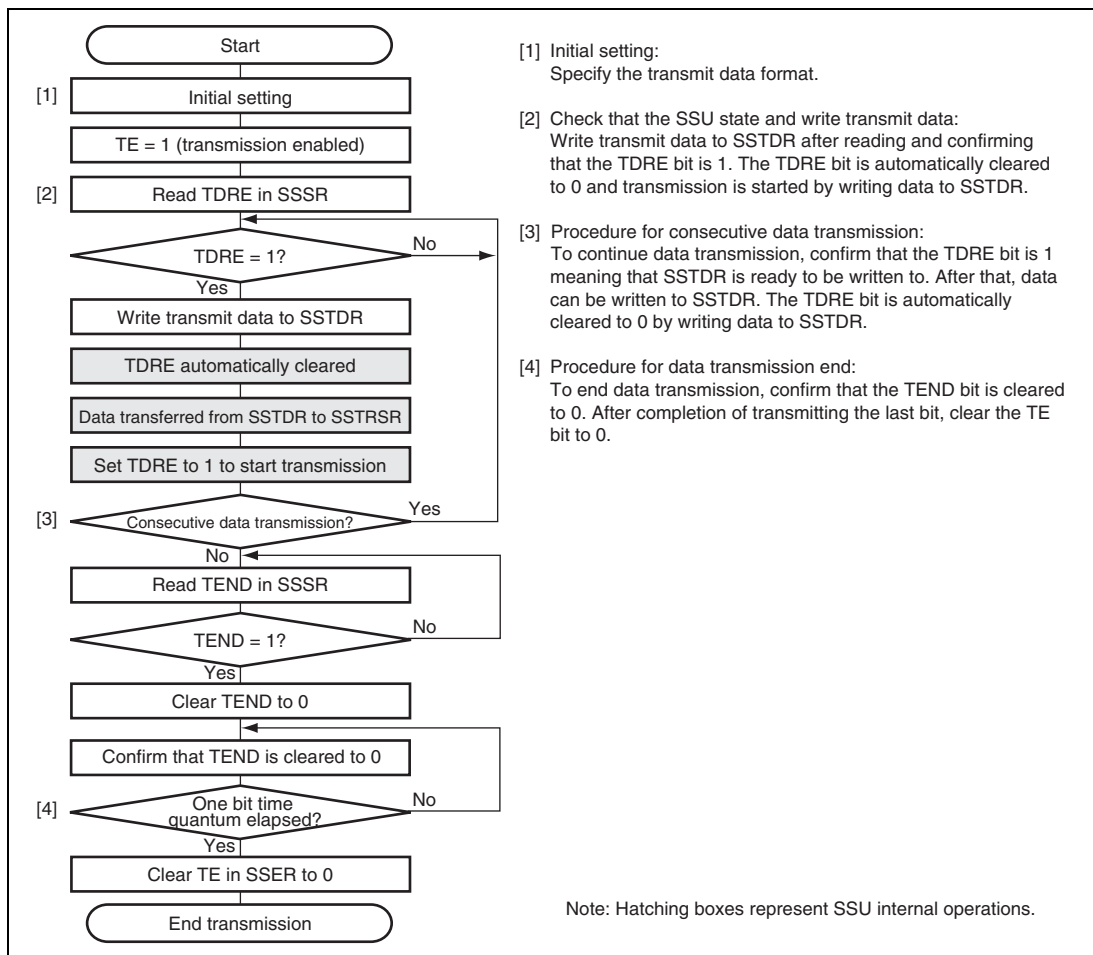 Start
[1] Initial setting
TE = 1 (transmission enabled)
[2] Read TDRE in SSSR
TDRE = 1?
No
Yes
Write transmit data to SSTDR
TDRE automatically cleared
Data transferred from SSTDR to SSTRSR
Set TDRE to 1 to start transmission
[3] Consecutive data transmission?
Yes
No
Read TEND in SSSR
TEND = 1?
No
Yes
Clear TEND to 0
Confirm that TEND is cleared to 0
[4] One bit time
quantum elapsed?
No
Yes
Clear TE in SSER to 0
End transmission
[1] Initial setting:
Specify the transmit data format.
[2] Check that the SSU state and write transmit data:
Write transmit data to SSTDR after reading and confirming
that the TDRE bit is 1. The TDRE bit is automatically cleared
to 0 and transmission is started by writing data to SSTDR.
[3] Procedure for consecutive data transmission:
To continue data transmission, confirm that the TDRE bit is 1
meaning that SSTDR is ready to be written to. After that, data
can be written to SSTDR. The TDRE bit is automatically
cleared to 0 by writing data to SSTDR.
[4] Procedure for data transmission end:
To end data transmission, confirm that the TEND bit is cleared
to 0. After completion of transmitting the last bit, clear the TE
bit to 0.
Note: Hatching boxes represent SSU internal operations.